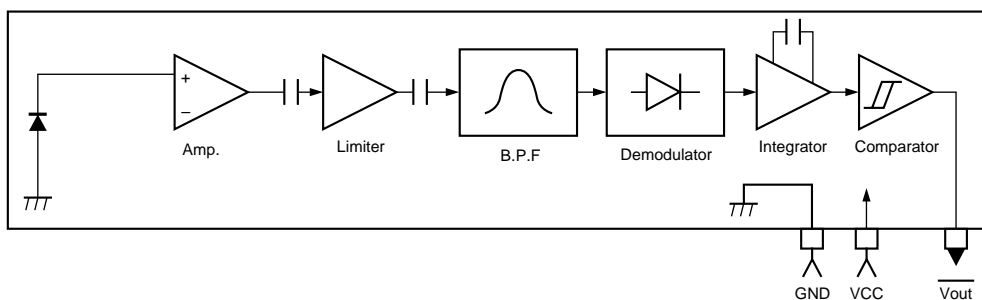 +
−
Amp.
Limiter
B.P.F
Demodulator
Integrator
Comparator
GND
VCC
Vout